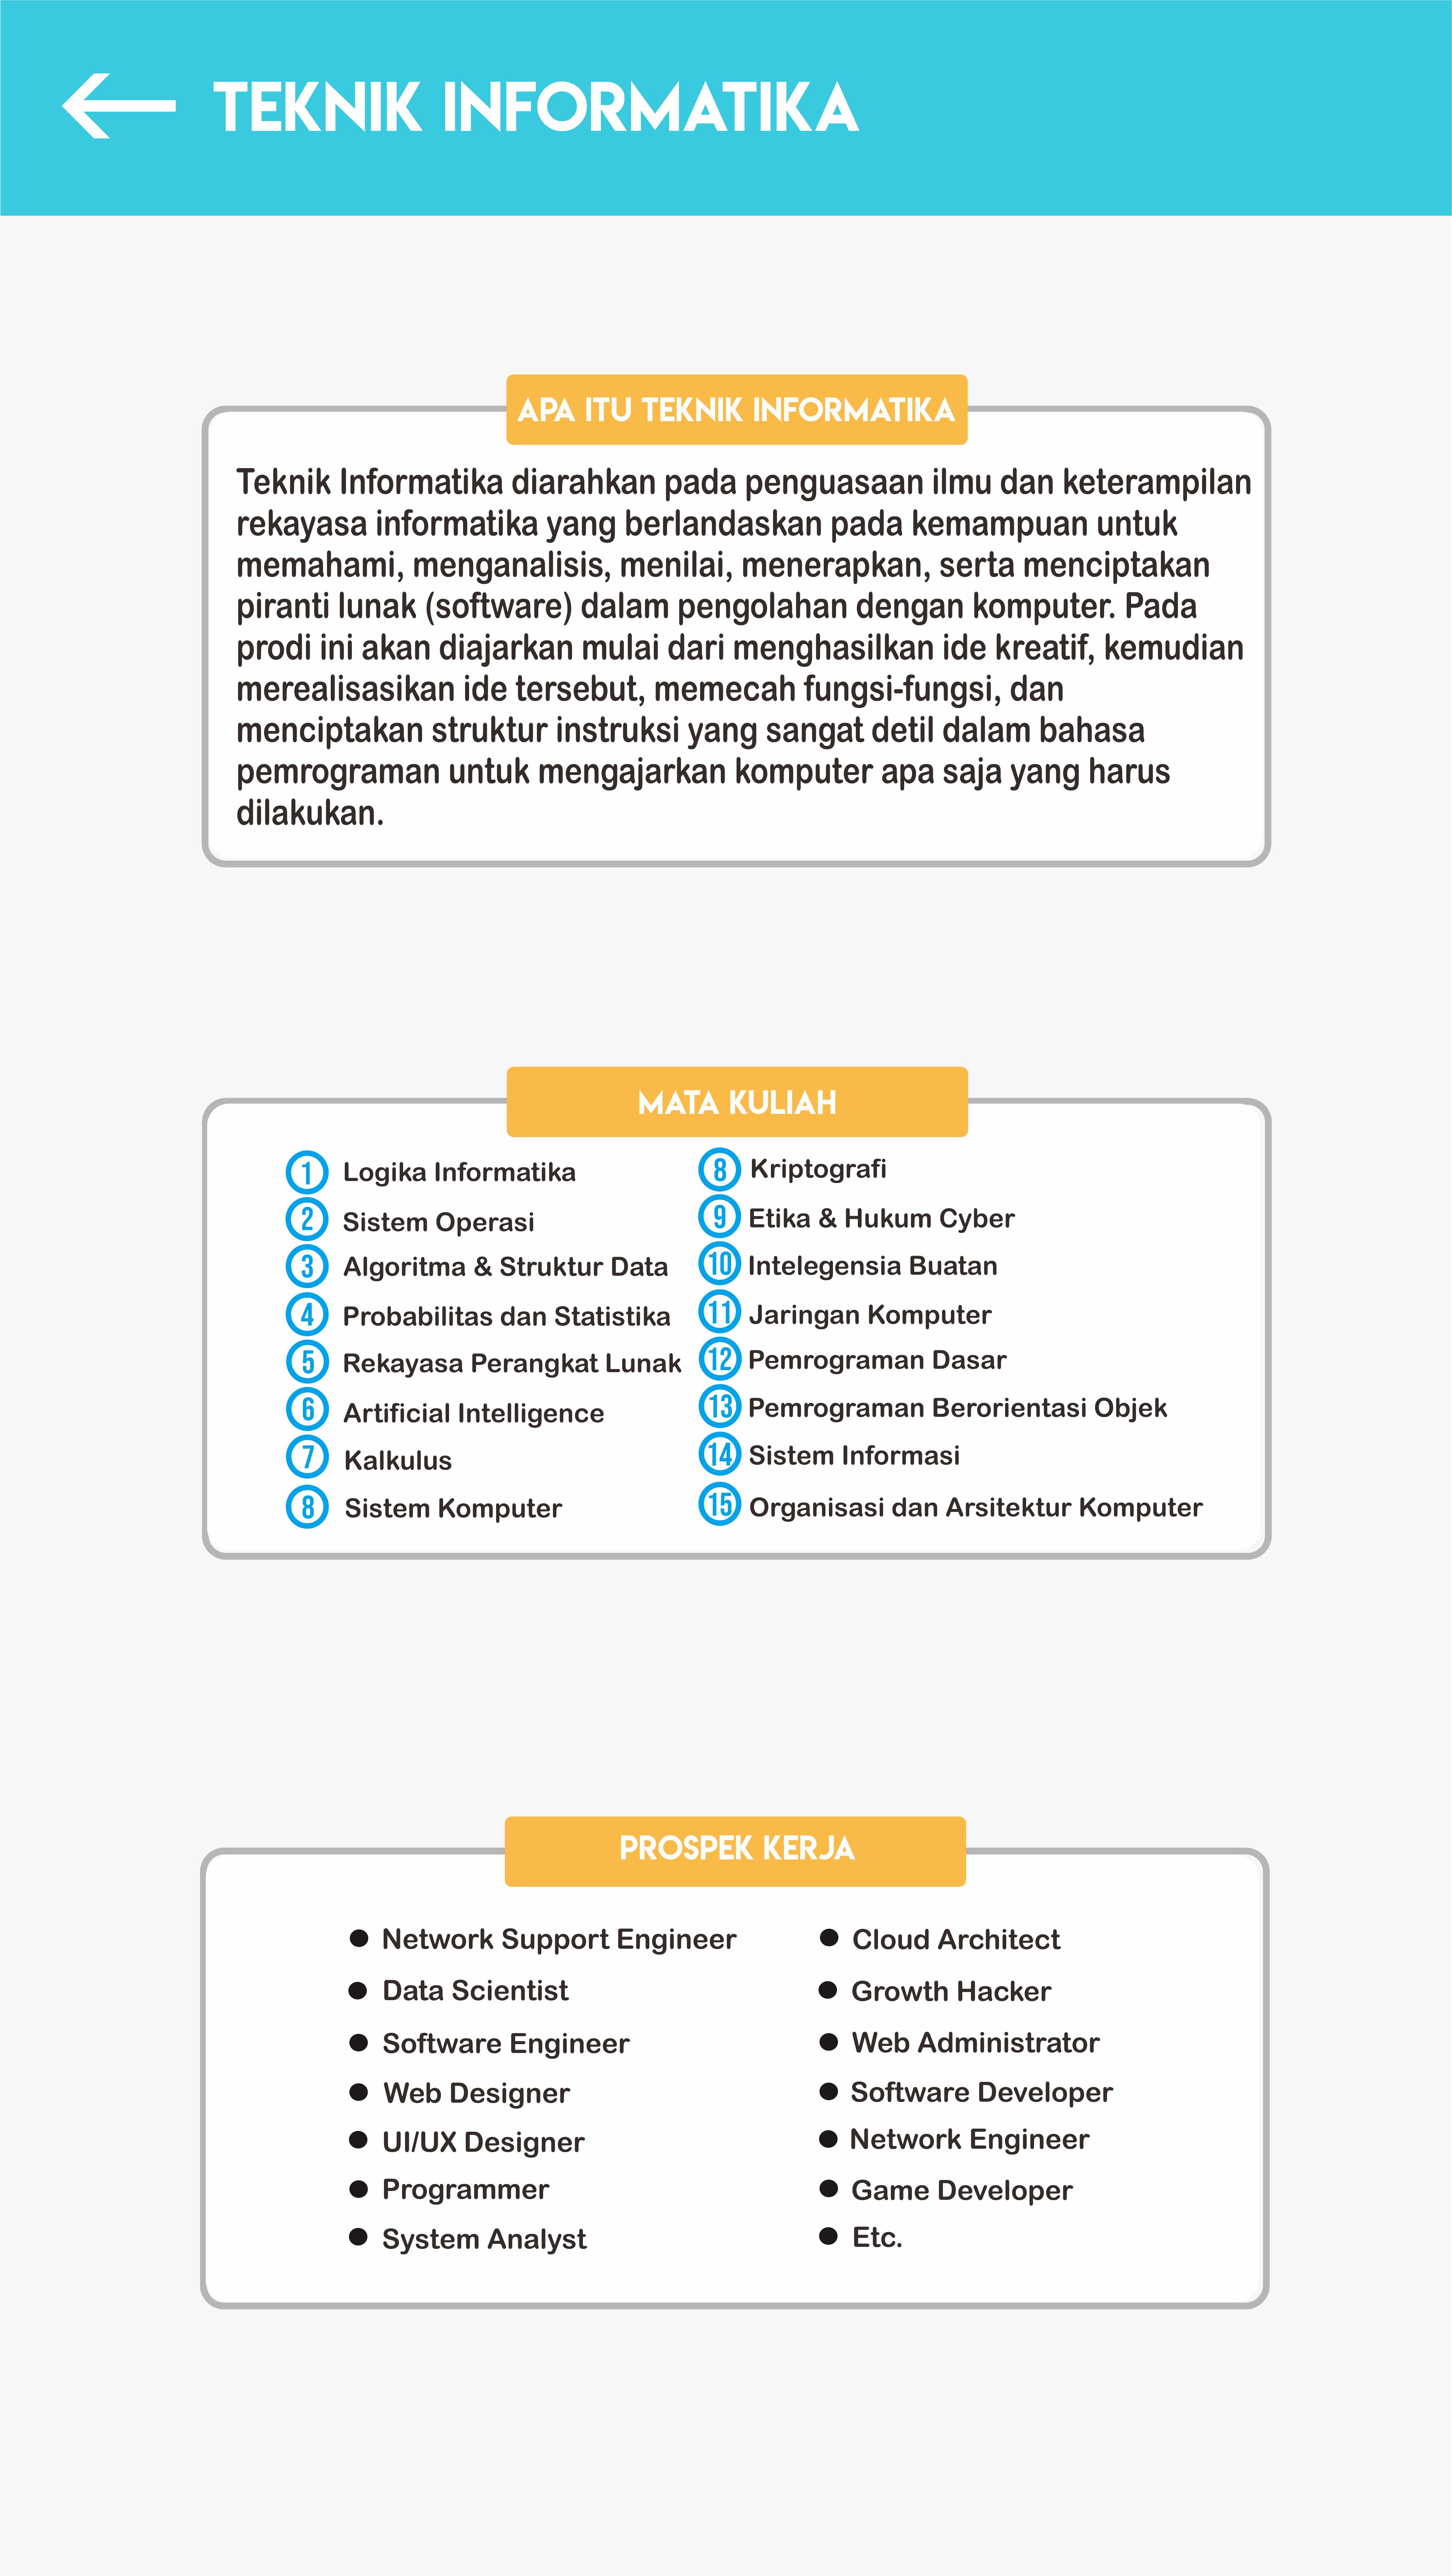 TEKNIK INFORMATIKA
APA ITU TEKNIK INFORMATIKA
Teknik Informatika diarahkan pada penguasaan ilmu dan keterampilan
rekayasa informatika yang berlandaskan pada kemampuan untuk
memahami, menganalisis, menilai, menerapkan, serta menciptakan
piranti lunak (software) dalam pengolahan dengan komputer. Pada
prodi ini akan diajarkan mulai dari menghasilkan ide kreatif, kemudian
merealisasikan ide tersebut, memecah fungsi-fungsi, dan
menciptakan struktur instruksi yang sangat detil dalam bahasa
pemrograman untuk mengajarkan komputer apa saja yang harus
dilakukan.
MATA KULIAH
1 Logika Informatika
2 Sistem Operasi
3 Algoritma & Struktur Data
4 Probabilitas dan Statistika
5 Rekayasa Perangkat Lunak
6 Artificial Intelligence
7 Kalkulus
8 Sistem Komputer
8 Kriptografi
9 Etika & Hukum Cyber
10 Intelegensia Buatan
11 Jaringan Komputer
12 Pemrograman Dasar
13 Pemrograman Berorientasi Objek
14 Sistem Informasi
15 Organisasi dan Arsitektur Komputer
PROSPEK KERJA
● Network Support Engineer
● Data Scientist
● Software Engineer
● Web Designer
● UI/UX Designer
● Programmer
● System Analyst
● Cloud Architect
● Growth Hacker
● Web Administrator
● Software Developer
● Network Engineer
● Game Developer
● Etc.